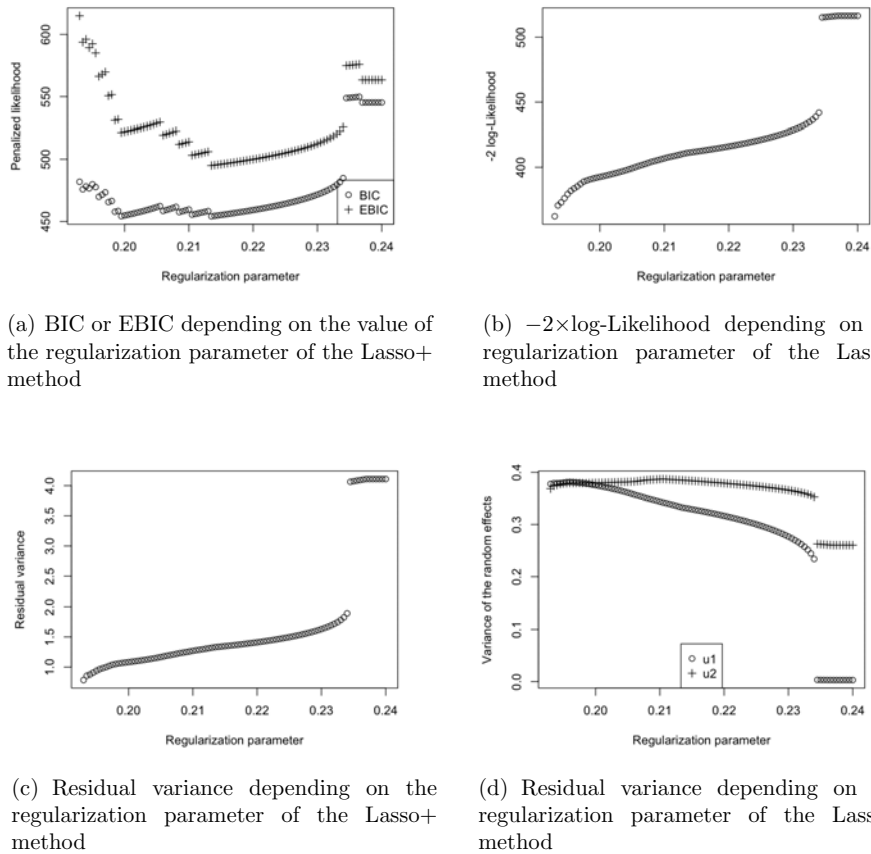 Penalized likelihood
600
550
500
450
BIC
EBIC
0.20 0.21 0.22 0.23 0.24
Regularization parameter
-2 log-Likelihood
500
450
400
0.20 0.21 0.22 0.23 0.24
Regularization parameter
(a) BIC or EBIC depending on the value of
the regularization parameter of the Lasso+
method
(b) −2×log-Likelihood depending on
regularization parameter of the Las
method
Residual variance
4.0
3.5
3.0
2.5
2.0
1.5
1.0
0.20 0.21 0.22 0.23 0.24
Regularization parameter
Variance of the random effects
0.4
0.3
0.2
0.1
0.0
u1
u2
0.20 0.21 0.22 0.23 0.24
Regularization parameter
(c) Residual variance depending on the
regularization parameter of the Lasso+
method
(d) Residual variance depending on
regularization parameter of the Lass
method